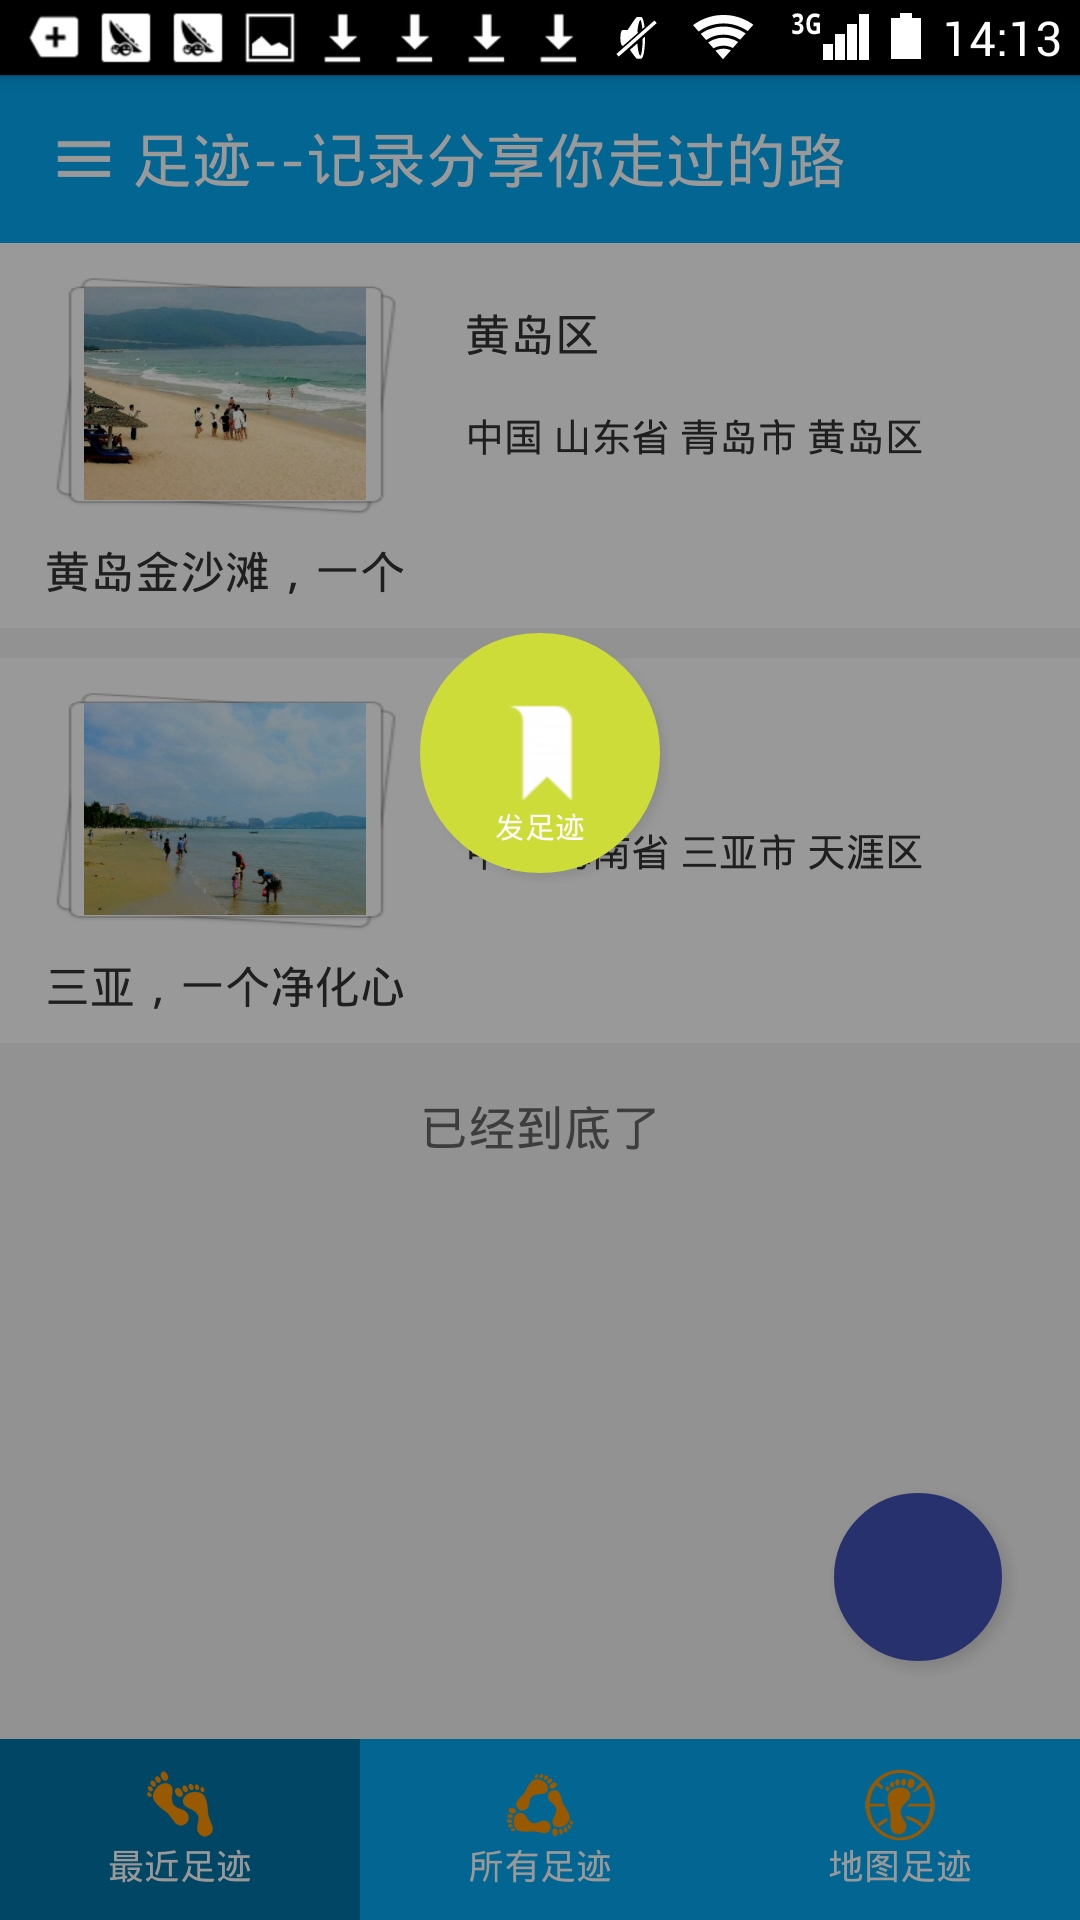 3G 14:13
足迹--记录分享你走过的路
黄岛区
中国 山东省 青岛市 黄岛区
黄岛金沙滩，一个
发足迹
南省 三亚市 天涯区
三亚，一个净化心
已经到底了
最近足迹
所有足迹
地图足迹